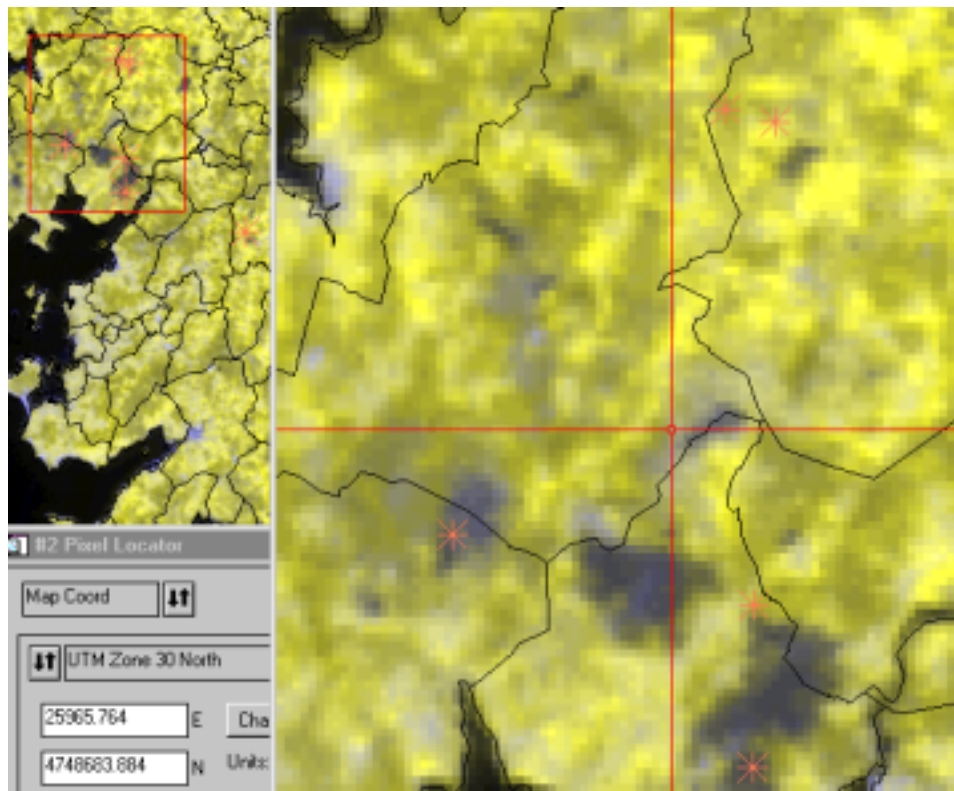 #2 Pixel Locator
Map Coord
UTM Zone 30 North
25965.764 E Cha
4748683.884 N Units: